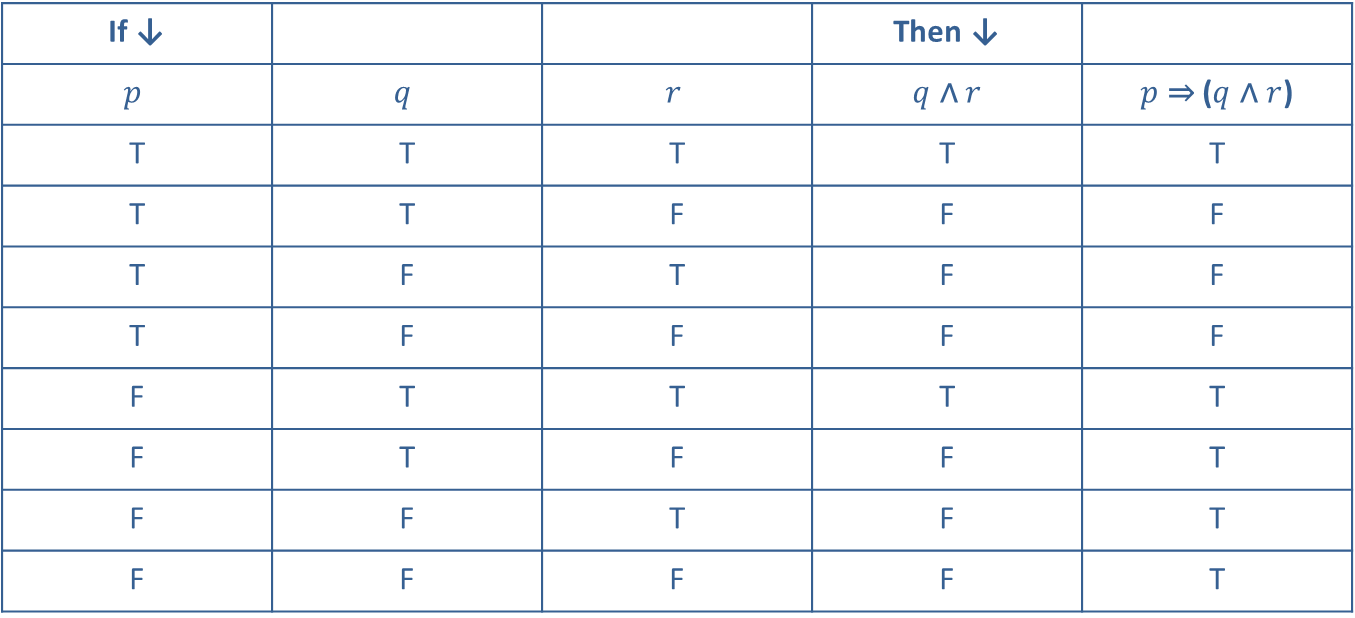 If ↓ Then ↓
p q r q ∧ r p ⇒ (q ∧ r)
T T T T T
T T F F F
T F T F F
T F F F F
F T T T T
F T F F T
F F T F T
F F F F T